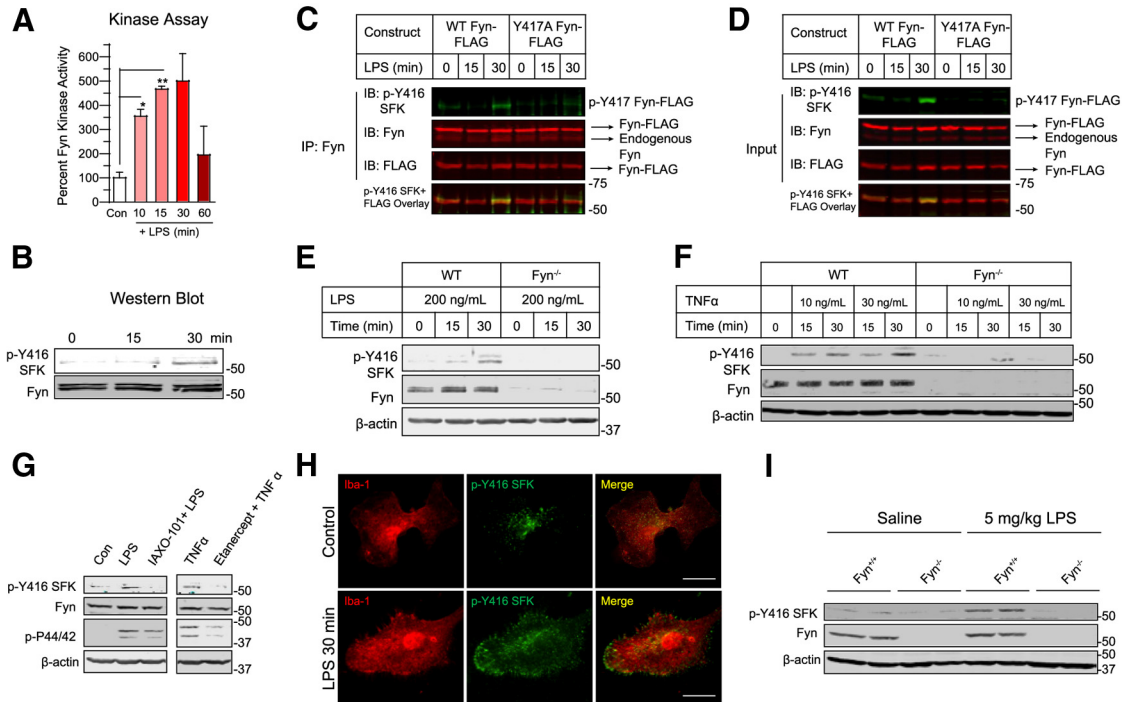 A
Kinase Assay
Percent Fyn Kinase Activity
600
500
400
300
200
100
0
*
**
Con 10 15 30 60
+ LPS (min)
B
Western Blot
0 15 30 min
p-Y416
SFK
-50
Fyn
-50
C
Construct WT Fyn-FLAG Y417A Fyn-FLAG
LPS (min) 0 15 30 0 15 30
IP: Fyn
IB: p-Y416
SFK
p-Y417 Fyn-FLAG
IB: Fyn
Fyn-FLAG
Endogenous
Fyn
IB: FLAG
Fyn-FLAG
p-Y416 SFK+
FLAG Overlay
-75
-50
D
Construct WT Fyn-FLAG Y417A Fyn-FLAG
LPS (min) 0 15 30 0 15 30
Input
IB: p-Y416
SFK
p-Y417 Fyn-FLAG
IB: Fyn
Fyn-FLAG
Endogenous
Fyn
IB: FLAG
Fyn-FLAG
p-Y416 SFK+
FLAG Overlay
-75
-50
E
WT Fyn-/-
LPS 200 ng/mL 200 ng/mL
Time (min) 0 15 30 0 15 30
p-Y416
SFK
-50
Fyn
-50
β-actin
-37
F
WT Fyn-/-
TNFα 10 ng/mL 30 ng/mL 10 ng/mL 30 ng/mL
Time (min) 0 15 30 15 30 0 15 30 15 30
p-Y416
SFK
-50
Fyn
-50
-50
β-actin
-37
G
Con LPS IAXO-101+ LPS TNFα Etanercept + TNF α
p-Y416 SFK
-50
Fyn
-50
-50
p-P44/42
-37
β-actin
-37
H
Control
Iba-1 p-Y416 SFK Merge
LPS 30 min
Iba-1 p-Y416 SFK Merge
I
Saline 5 mg/kg LPS
Fyn+/+ Fyn-/- Fyn+/+ Fyn-/-
p-Y416 SFK
-50
Fyn
-50
-50
β-actin
-37